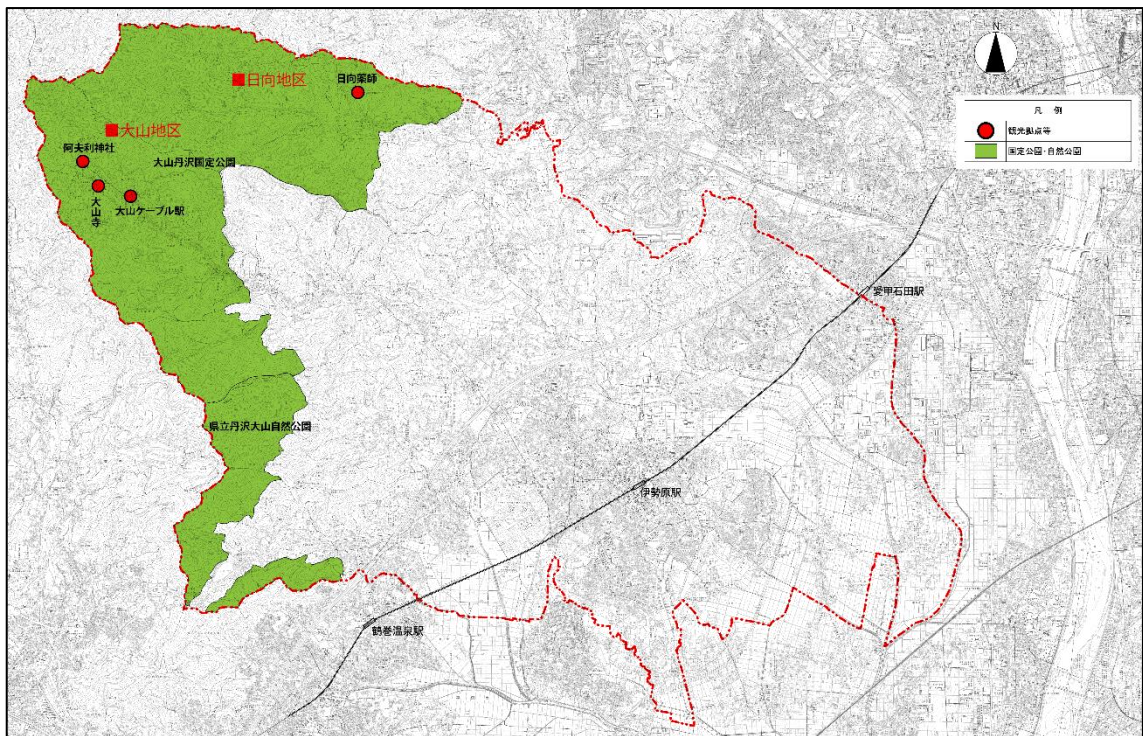 N
凡 例
観光拠点等
国定公園・自然公園
日向地区
日向薬師
大山地区
阿夫利神社
大山丹沢国定公園
大山寺
大山ケーブル駅
愛甲石田駅
県立丹沢大山自然公園
伊勢原駅
鶴巻温泉駅